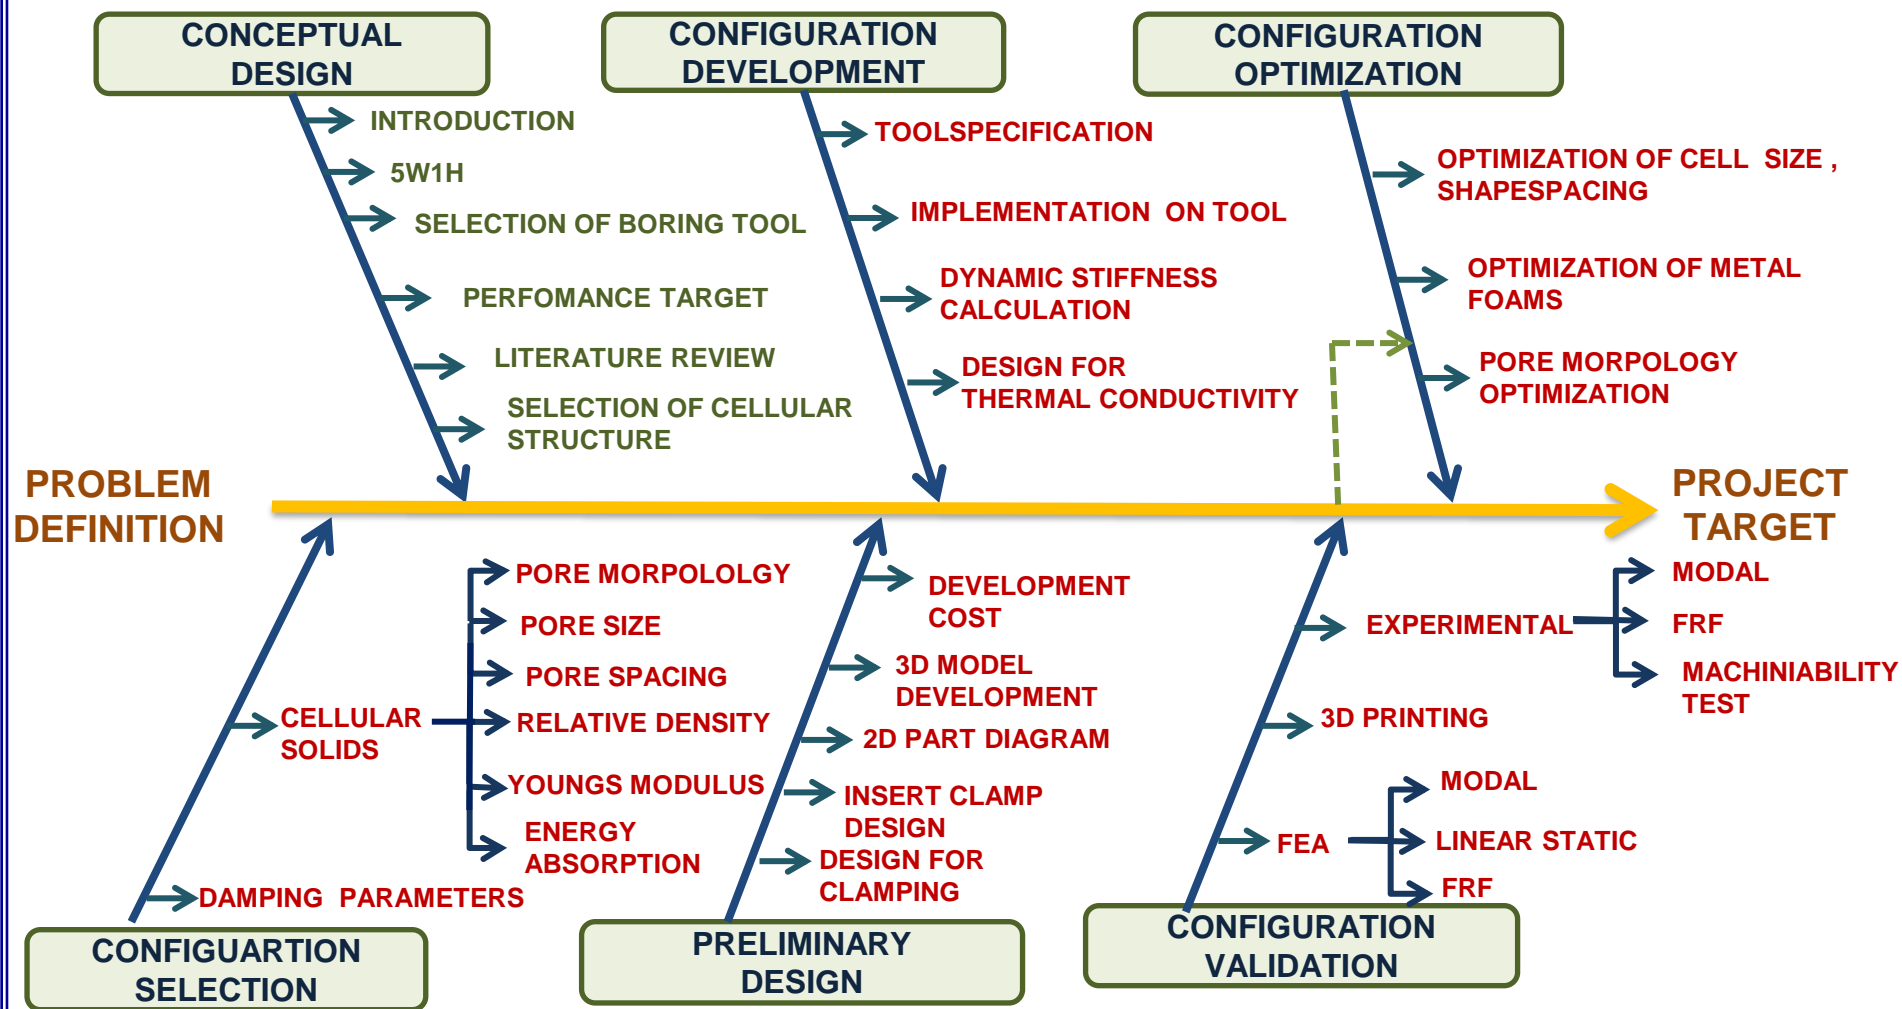 CONCEPTUAL
DESIGN
CONFIGURATION
DEVELOPMENT
CONFIGURATION
OPTIMIZATION
INTRODUCTION
5W1H
SELECTION OF BORING TOOL
PERFOMANCE TARGET
LITERATURE REVIEW
SELECTION OF CELLULAR
STRUCTURE
TOOLSPECIFICATION
IMPLEMENTATION ON TOOL
DYNAMIC STIFFNESS
CALCULATION
DESIGN FOR
THERMAL CONDUCTIVITY
OPTIMIZATION OF CELL SIZE ,
SHAPESPACING
OPTIMIZATION OF METAL
FOAMS
PORE MORPOLOGY
OPTIMIZATION
PROBLEM
DEFINITION
PROJECT
TARGET
PORE MORPOLOLGY
PORE SIZE
PORE SPACING
CELLULAR
SOLIDS
RELATIVE DENSITY
YOUNGS MODULUS
ENERGY
ABSORPTION
DAMPING PARAMETERS
DEVELOPMENT
COST
3D MODEL
DEVELOPMENT
2D PART DIAGRAM
INSERT CLAMP
DESIGN
DESIGN FOR
CLAMPING
EXPERIMENTAL
MODAL
FRF
MACHINIABILITY
TEST
3D PRINTING
FEA
MODAL
LINEAR STATIC
FRF
CONFIGUARTION
SELECTION
PRELIMINARY
DESIGN
CONFIGURATION
VALIDATION